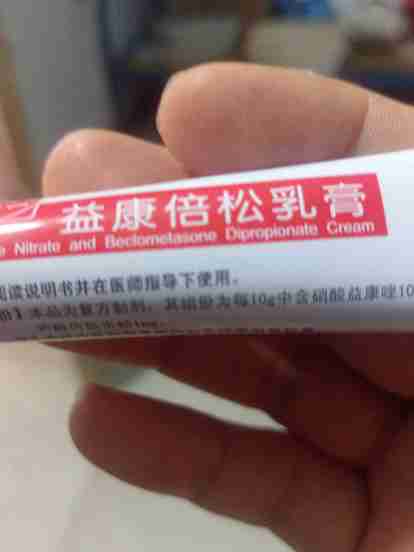 益康倍松乳膏
Nitrate and Beclometasone Dipropionate Cream
阅读说明书并在医师指导下使用。
】本品为复方制剂，其组份为每10g中含硝酸益康唑10